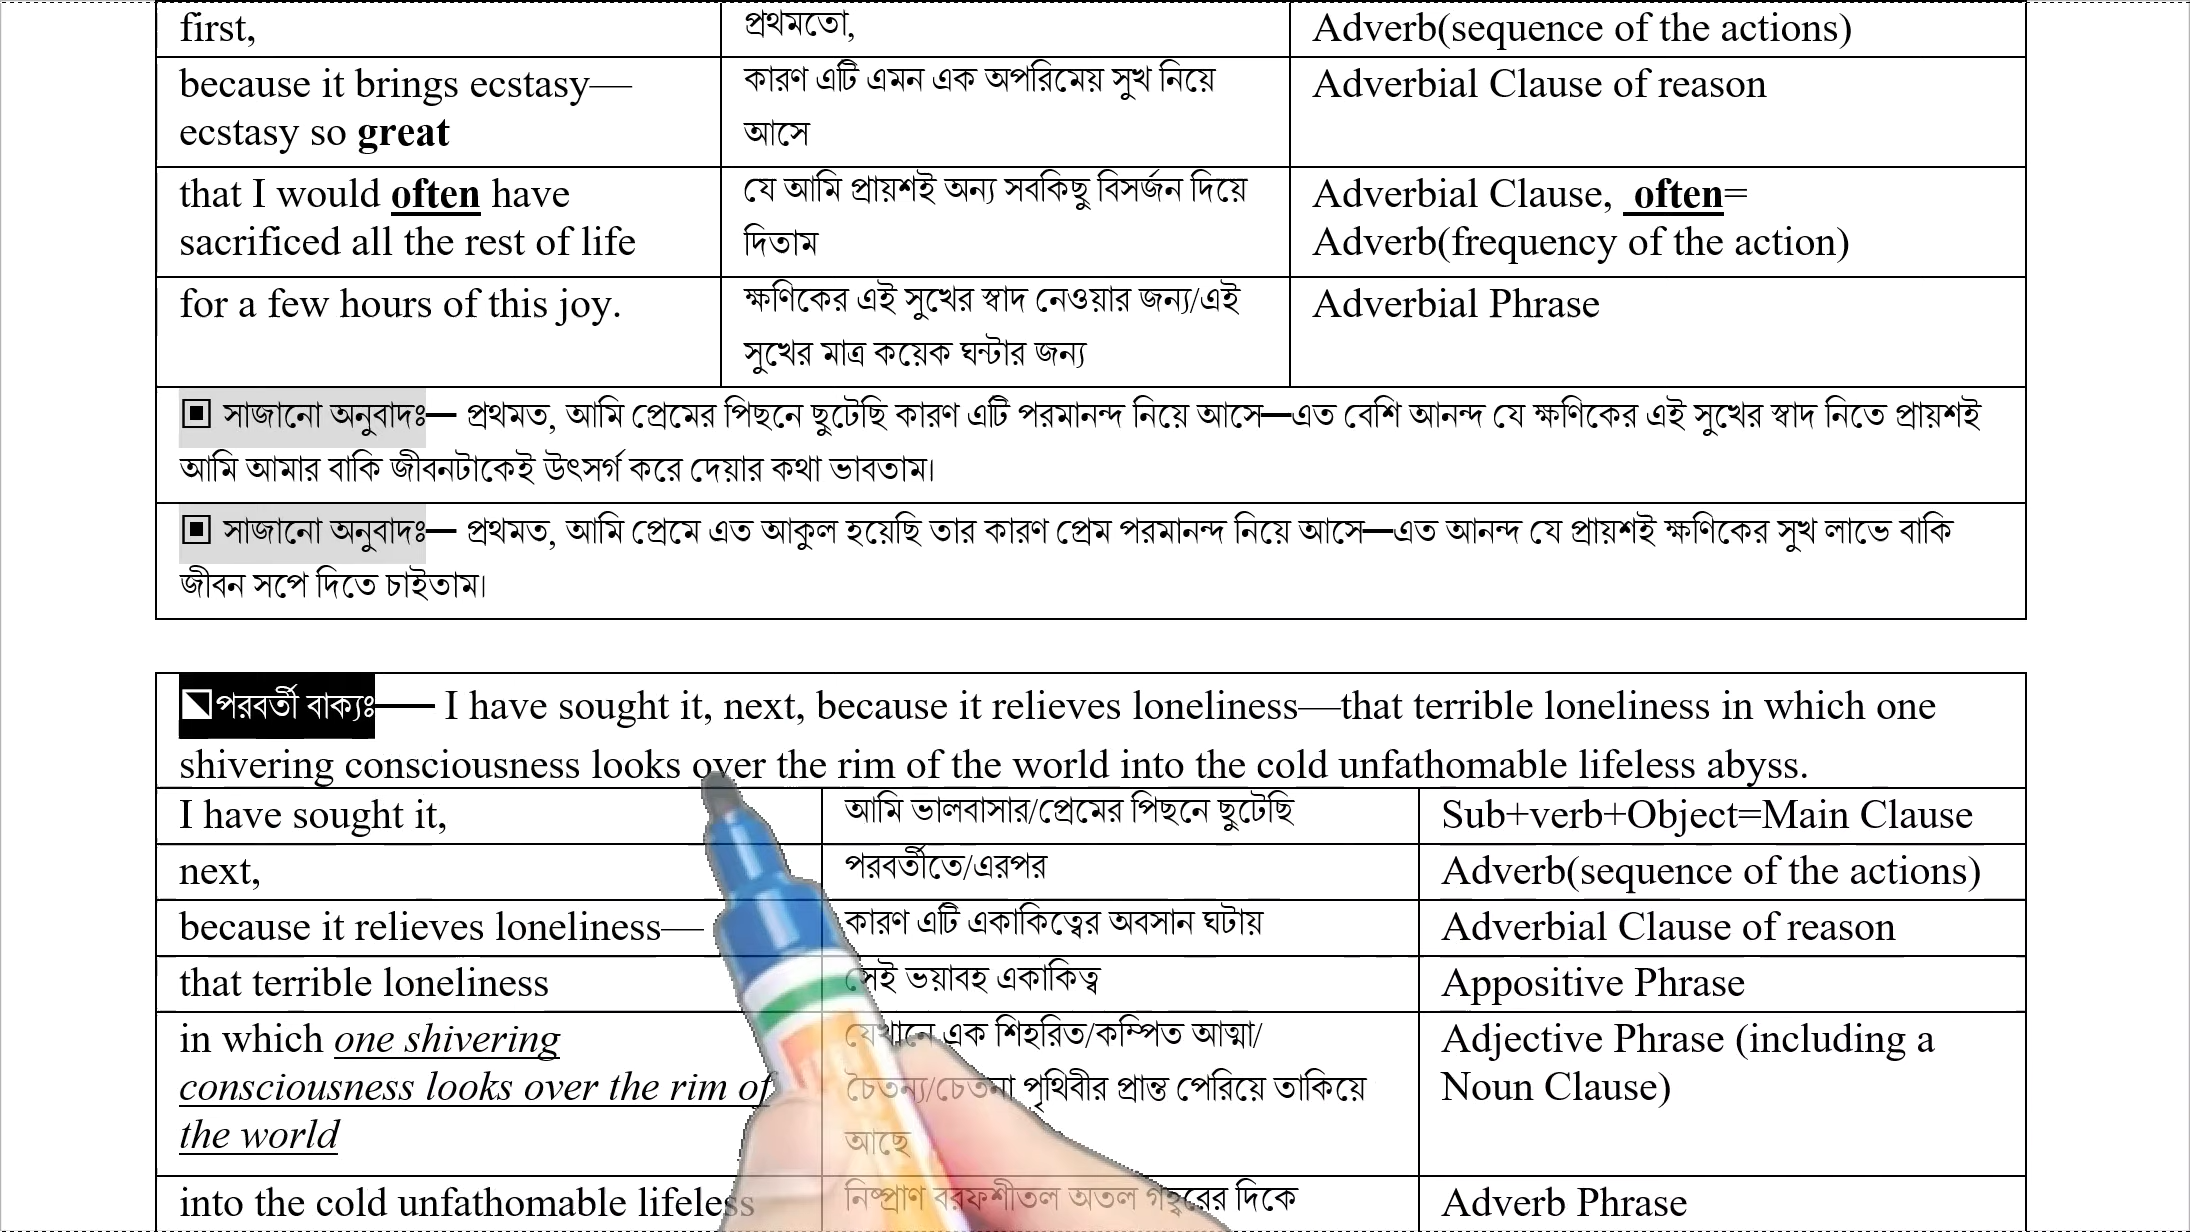 first,
প্রথমতো,
Adverb(sequence of the actions)
because it brings ecstasy—
ecstasy so great
কারণ এটি এমন এক অপরিমেয় সুখ নিয়ে
আসে
Adverbial Clause of reason
that I would often have
sacrificed all the rest of life
যে আমি প্রায়শই অন্য সবকিছু বিসর্জন দিয়ে
দিতাম
Adverbial Clause, often=
Adverb(frequency of the action)
for a few hours of this joy.
ক্ষণিকের এই সুখের স্বাদ নেওয়ার জন্য/এই
সুখের মাত্র কয়েক ঘন্টার জন্য
Adverbial Phrase
▣ সাজানো অনুবাদঃ— প্রথমত, আমি প্রেমের পিছনে ছুটেছি কারণ এটি পরমানন্দ নিয়ে আসে—এত বেশি আনন্দ যে ক্ষণিকের এই সুখের স্বাদ নিতে প্রায়শই
আমি আমার বাকি জীবনটাকেই উৎসর্গ করে দেয়ার কথা ভাবতাম।
▣ সাজানো অনুবাদঃ— প্রথমত, আমি প্রেমে এত আকুল হয়েছি তার কারণ প্রেম পরমানন্দ নিয়ে আসে—এত আনন্দ যে প্রায়শই ক্ষণিকের সুখ লাভে বাকি
জীবন সপে দিতে চাইতাম।
পরবর্তী বাক্যঃ—— I have sought it, next, because it relieves loneliness—that terrible loneliness in which one
shivering consciousness looks over the rim of the world into the cold unfathomable lifeless abyss.
I have sought it,
আমি ভালবাসার/প্রেমের পিছনে ছুটেছি
Sub+verb+Object=Main Clause
next,
পরবর্তীতে/এরপর
Adverb(sequence of the actions)
because it relieves loneliness—
কারণ এটি একাকিত্বের অবসান ঘটায়
Adverbial Clause of reason
that terrible loneliness
সেই ভয়াবহ একাকিত্ব
Appositive Phrase
in which one shivering
consciousness looks over the rim of
the world
যেখানে এক শিহরিত/কম্পিত আত্মা/
চৈতন্য/চেতনা পৃথিবীর প্রান্ত পেরিয়ে তাকিয়ে
আছে
Adjective Phrase (including a
Noun Clause)
into the cold unfathomable lifeless
নিষ্প্রাণ বরফশীতল অতল গহ্বরের দিকে
Adverb Phrase